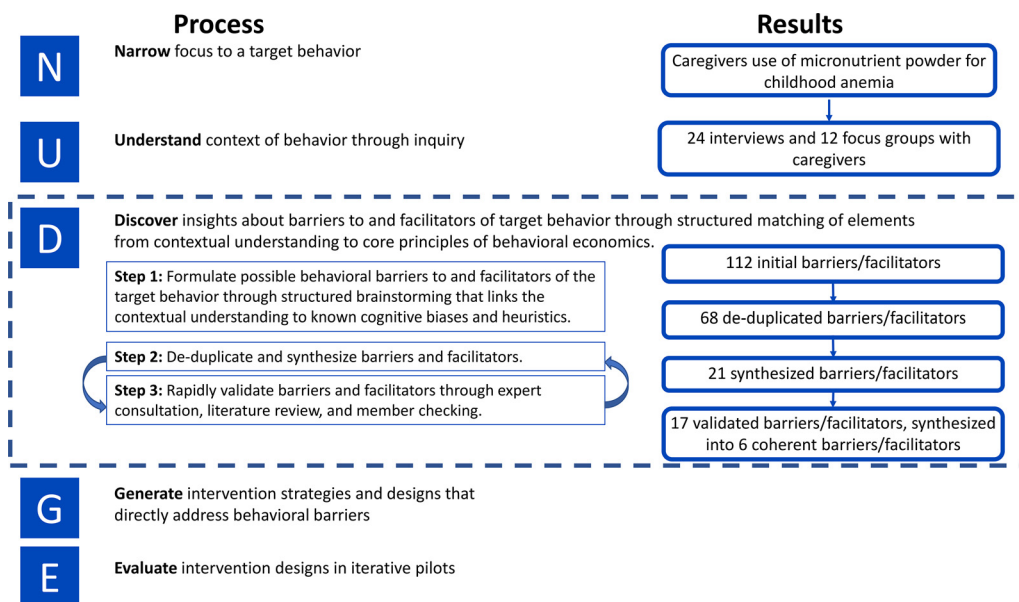 Process
Results
N
Narrow focus to a target behavior
Caregivers use of micronutrient powder for
childhood anemia
U
Understand context of behavior through inquiry
24 interviews and 12 focus groups with
caregivers
D
Discover insights about barriers to and facilitators of target behavior through structured matching of elements
from contextual understanding to core principles of behavioral economics.
Step 1: Formulate possible behavioral barriers to and facilitators of the
target behavior through structured brainstorming that links the
contextual understanding to known cognitive biases and heuristics.
Step 2: De-duplicate and synthesize barriers and facilitators.
Step 3: Rapidly validate barriers and facilitators through expert
consultation, literature review, and member checking.
112 initial barriers/facilitators
68 de-duplicated barriers/facilitators
21 synthesized barriers/facilitators
17 validated barriers/facilitators, synthesized
into 6 coherent barriers/facilitators
G
Generate intervention strategies and designs that
directly address behavioral barriers
E
Evaluate intervention designs in iterative pilots